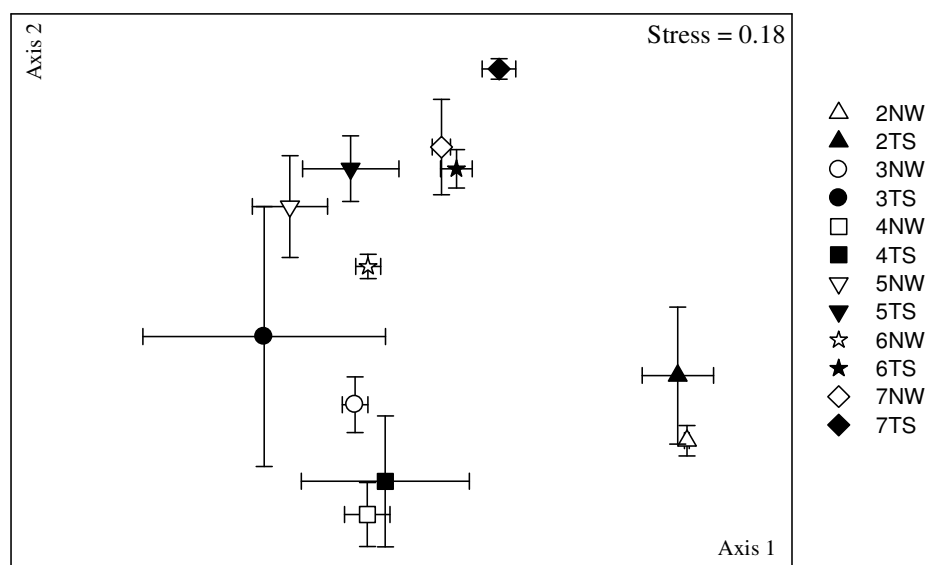 Axis 2
Stress = 0.18
2NW
2TS
3NW
3TS
4NW
4TS
5NW
5TS
6NW
6TS
7NW
7TS
Axis 1